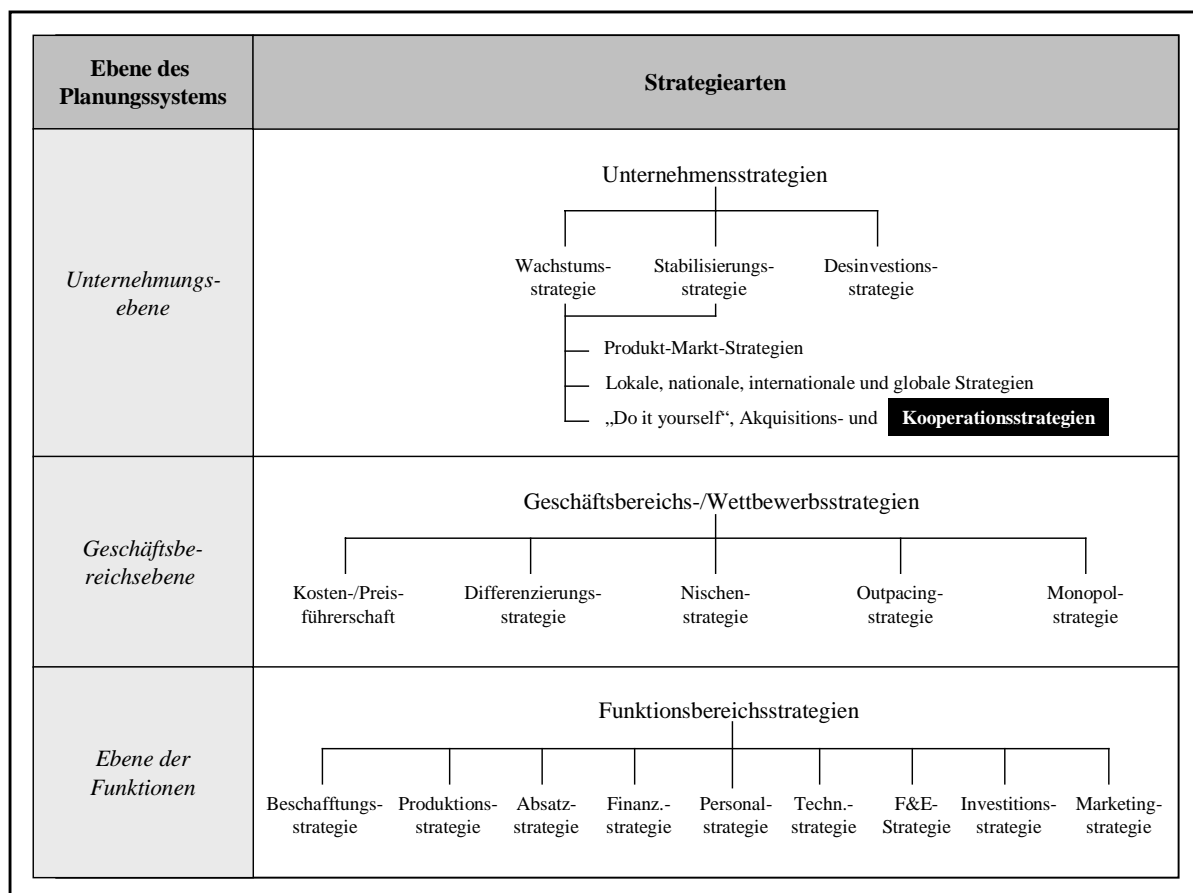 Ebene des
Planungssystems
Strategiearten
Unternehmungs-
ebene
Unternehmensstrategien
Wachstums-
strategie
Stabilisierungs-
strategie
Desinvestions-
strategie
Produkt-Markt-Strategien
Lokale, nationale, internationale und globale Strategien
„Do it yourself“, Akquisitions- und Kooperationsstrategien
Geschäftsbe-
reichsebene
Geschäftsbereichs-/Wettbewerbsstrategien
Kosten-/Preis-
führerschaft
Differenzierungs-
strategie
Nischen-
strategie
Outpacing-
strategie
Monopol-
strategie
Ebene der
Funktionen
Funktionsbereichsstrategien
Beschafftungs-
strategie
Produktions-
strategie
Absatz-
strategie
Finanz.-
strategie
Personal-
strategie
Techn.-
strategie
F&E-
Strategie
Investitions-
strategie
Marketing-
strategie